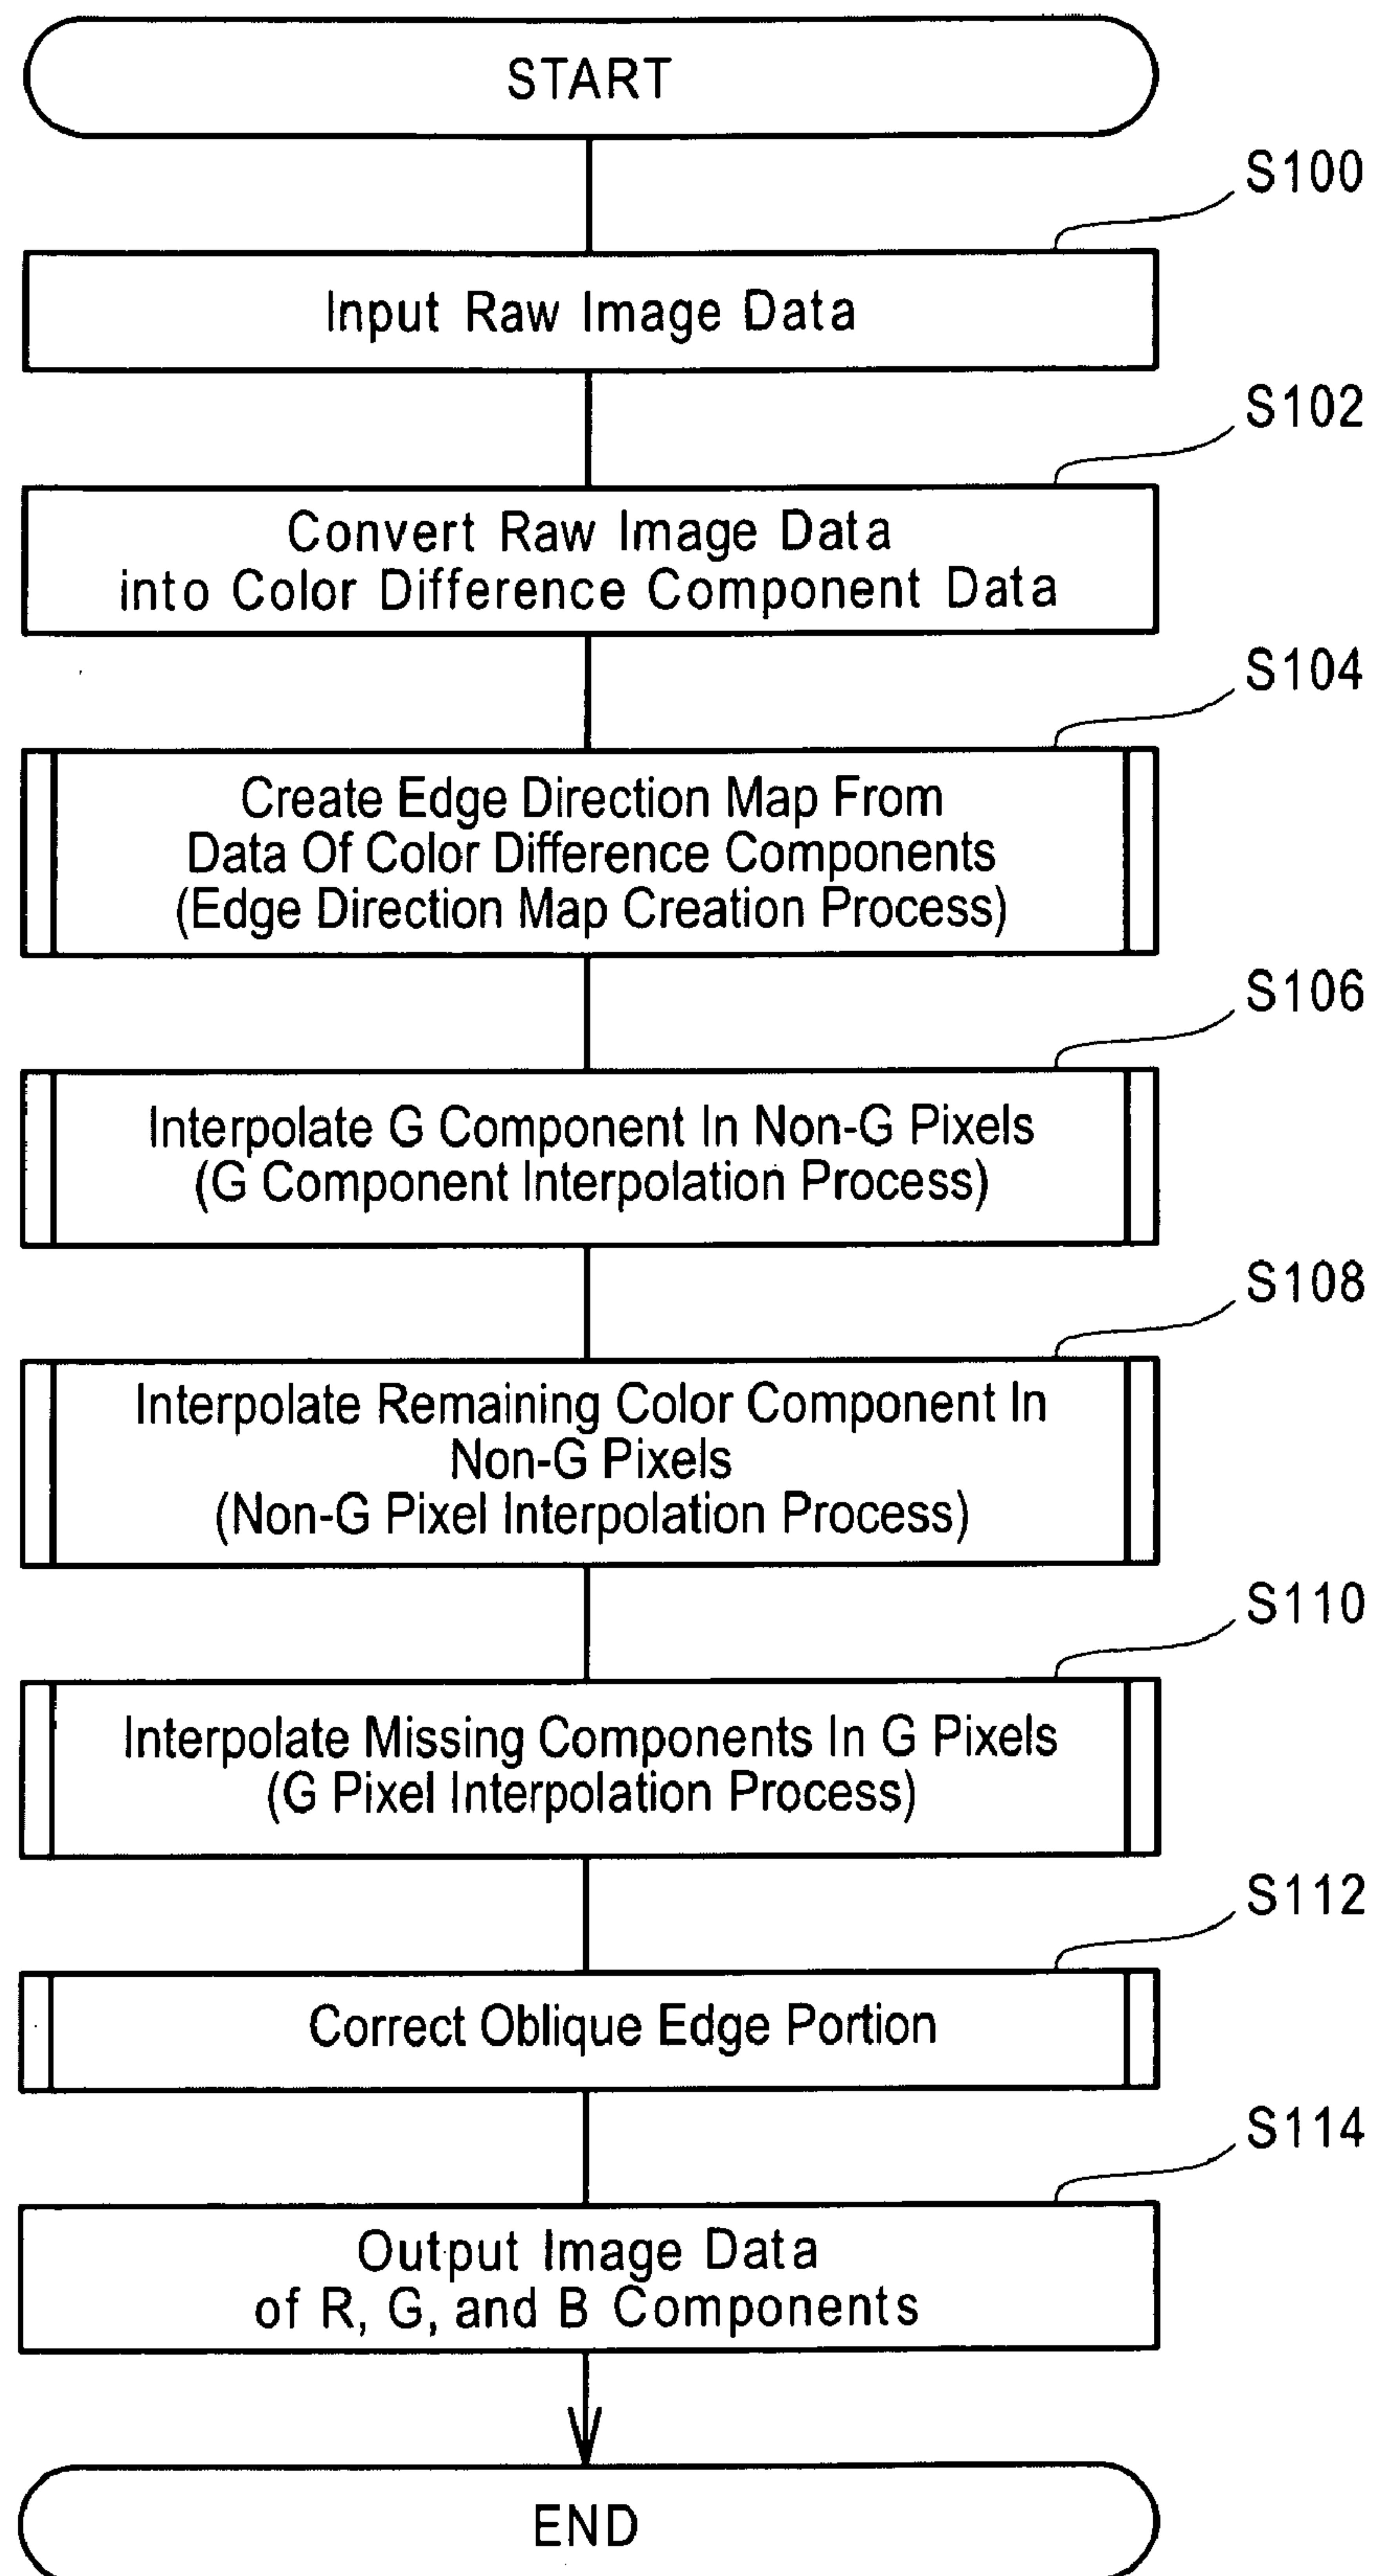 START
S100
Input Raw Image Data
S102
Convert Raw Image Data
into Color Difference Component Data
S104
Create Edge Direction Map From
Data Of Color Difference Components
(Edge Direction Map Creation Process)
S106
Interpolate G Component In Non-G Pixels
(G Component Interpolation Process)
S108
Interpolate Remaining Color Component In
Non-G Pixels
(Non-G Pixel Interpolation Process)
S110
Interpolate Missing Components In G Pixels
(G Pixel Interpolation Process)
S112
Correct Oblique Edge Portion
S114
Output Image Data
of R, G, and B Components
END